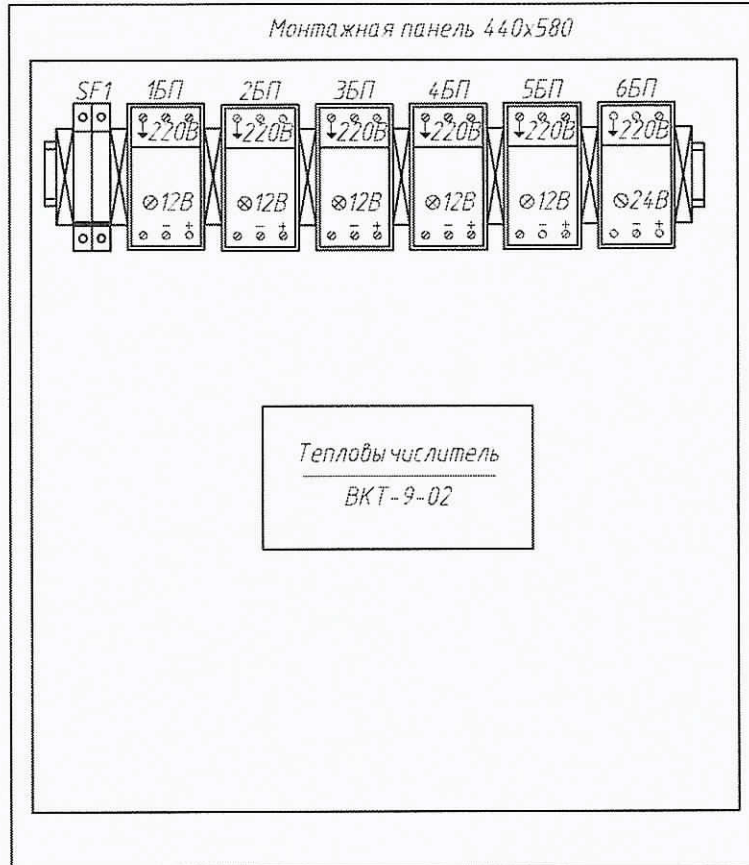 Монтажная панель 440х580
SF1 1БП 2БП 3БП 4БП 5БП 6БП
220В 220В 220В 220В 220В 220В
12В 12В 12В 12В 12В 24В
- + - + - + - + - + - +
Тепловычислитель
ВКТ-9-02